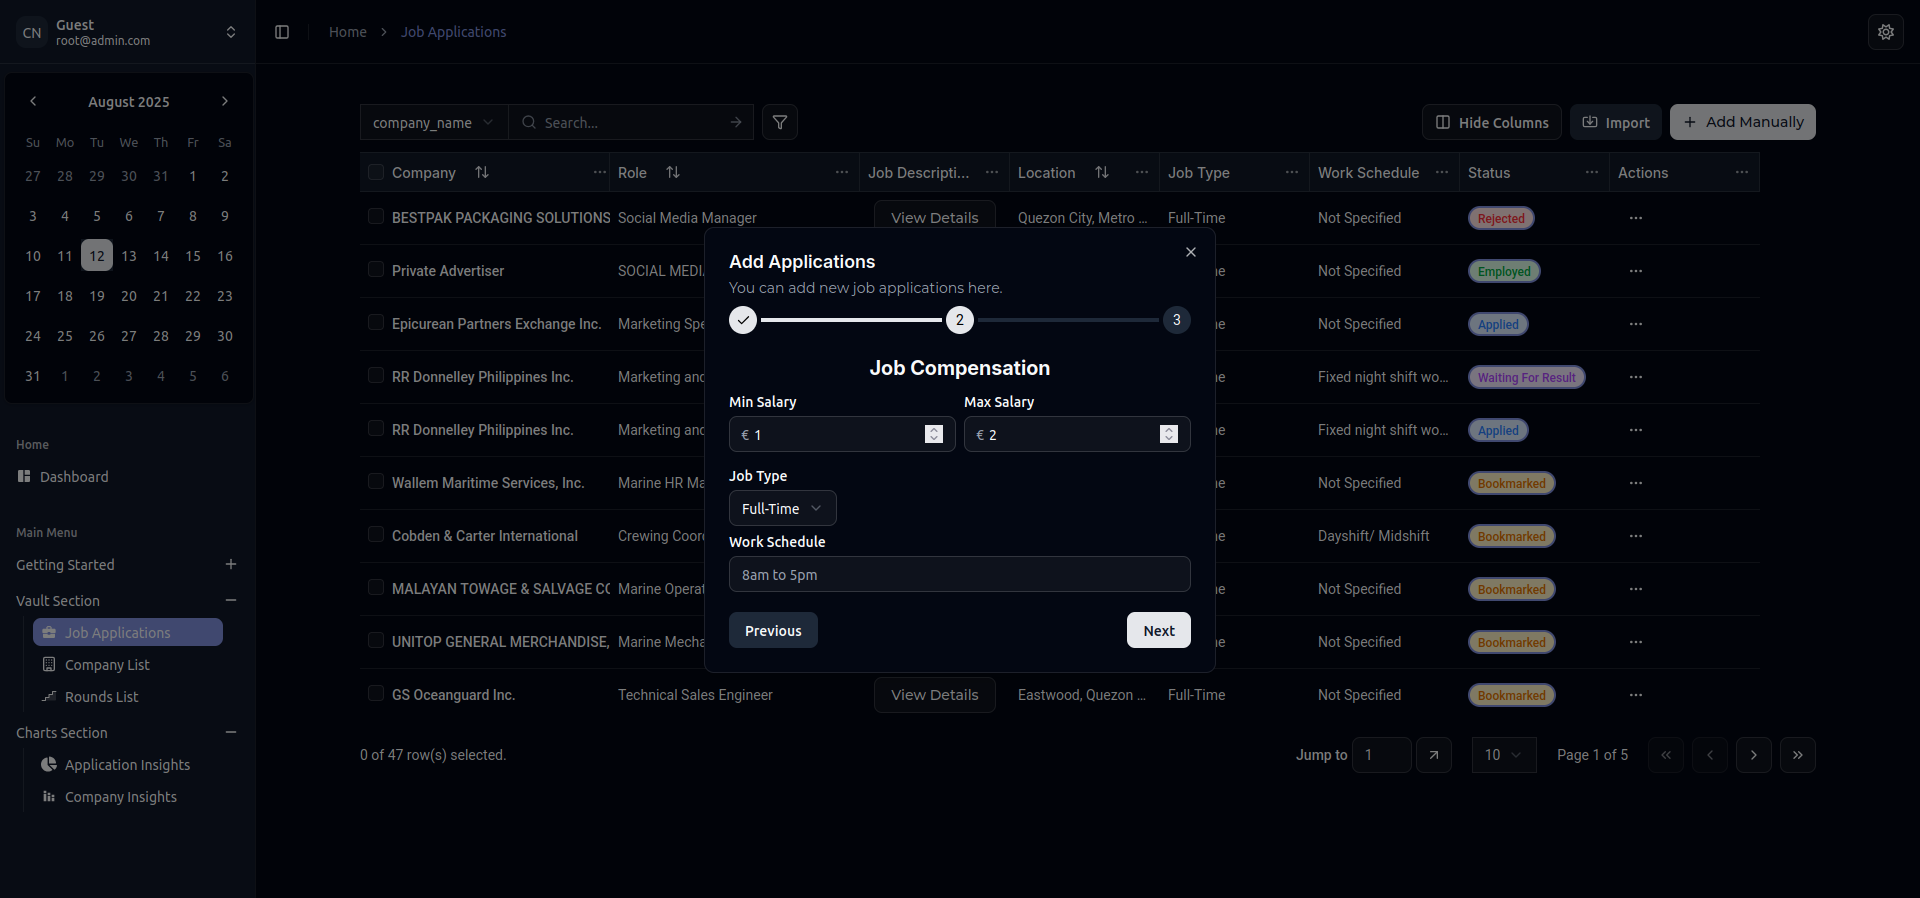 CN
Guest
root@admin.com
Home
Job Applications
August 2025
Su Mo Tu We Th Fr Sa
27 28 29 30 31 1 2
3 4 5 6 7 8 9
10 11 12 13 14 15 16
17 18 19 20 21 22 23
24 25 26 27 28 29 30
31 1 2 3 4 5 6
Home
Dashboard
Main Menu
Getting Started
Vault Section
Job Applications
Company List
Rounds List
Charts Section
Application Insights
Company Insights
company_name
Search...
Hide Columns
Import
Add Manually
Company Role Job Descripti... Location Job Type Work Schedule Status Actions
BESTPAK PACKAGING SOLUTIONS Social Media Manager View Details Quezon City, Metro ... Full-Time Not Specified Rejected
Private Advertiser SOCIAL MEDI ne Not Specified Employed
Epicurean Partners Exchange Inc. Marketing Spe ne Not Specified Applied
RR Donnelley Philippines Inc. Marketing and ne Fixed night shift wo... Waiting For Result
RR Donnelley Philippines Inc. Marketing and ne Fixed night shift wo... Applied
Wallem Maritime Services, Inc. Marine HR Ma ne Not Specified Bookmarked
Cobden & Carter International Crewing Coor ne Dayshift/ Midshift Bookmarked
MALAYAN TOWAGE & SALVAGE CO Marine Operat ne Not Specified Bookmarked
UNITOP GENERAL MERCHANDISE, Marine Mecha ne Not Specified Bookmarked
GS Oceanguard Inc. Technical Sales Engineer View Details Eastwood, Quezon ... Full-Time Not Specified Bookmarked
0 of 47 row(s) selected.
Jump to 1
10
Page 1 of 5
Add Applications
You can add new job applications here.
2 3
Job Compensation
Min Salary Max Salary
€ 1 € 2
Job Type
Full-Time
Work Schedule
8am to 5pm
Previous Next